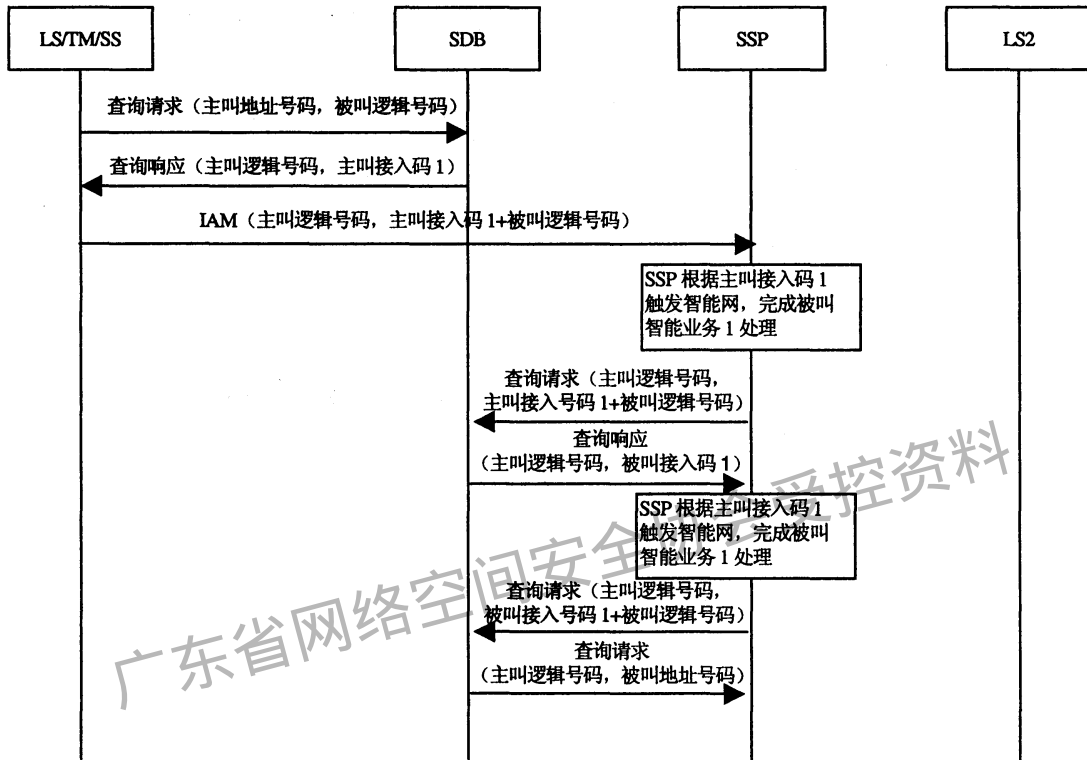 LS/TM/SS
SDB
SSP
LS2
查询请求（主叫地址号码，被叫逻辑号码）
查询响应（主叫逻辑号码，主叫接入码 1）
IAM（主叫逻辑号码，主叫接入码 1+被叫逻辑号码）
SSP 根据主叫接入码 1
触发智能网，完成被叫
智能业务 1 处理
查询请求（主叫逻辑号码，
主叫接入号码 1+被叫逻辑号码）
查询响应
（主叫逻辑号码，被叫接入码 1）
SSP 根据主叫接入码 1
触发智能网，完成被叫
智能业务 1 处理
查询请求（主叫逻辑号码，
被叫接入号码 1+被叫逻辑号码）
查询请求
（主叫逻辑号码，被叫地址号码）
广东省网络空间安全协会受控资料